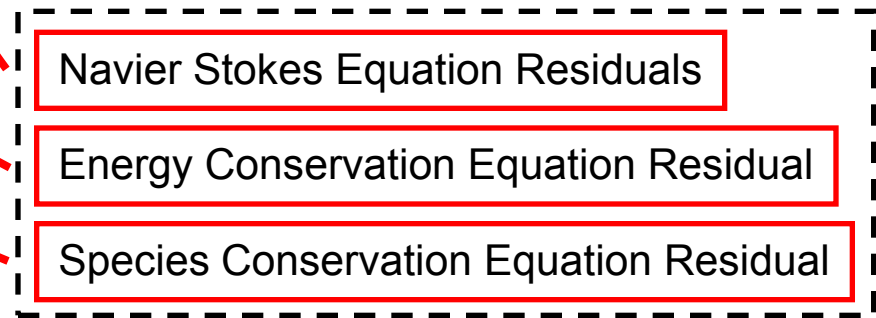 Navier Stokes Equation Residuals
Energy Conservation Equation Residual
Species Conservation Equation Residual